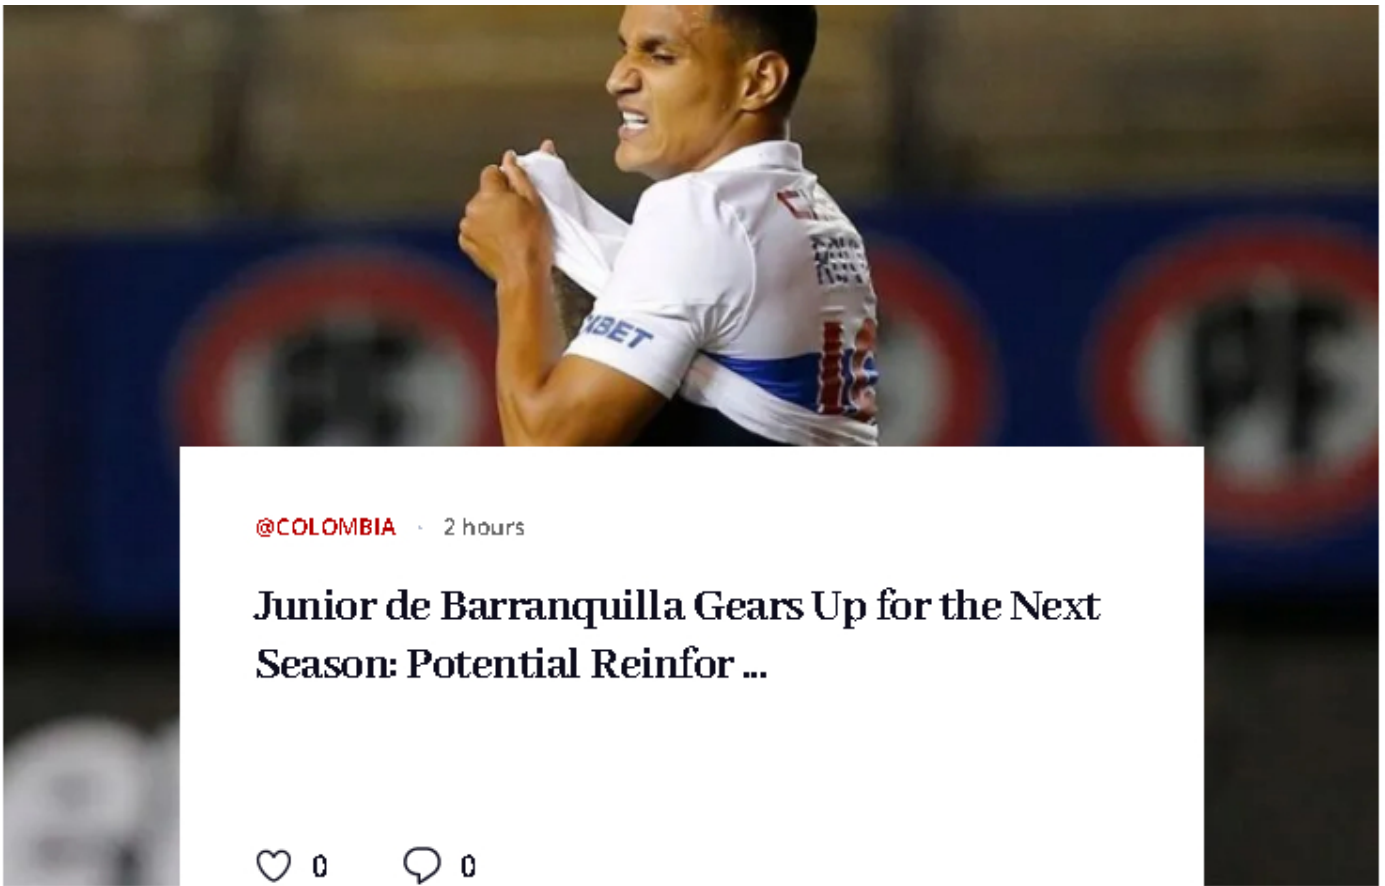 @COLOMBIA · 2 hours
Junior de Barranquilla Gears Up for the Next
Season: Potential Reinfor ...
0 0